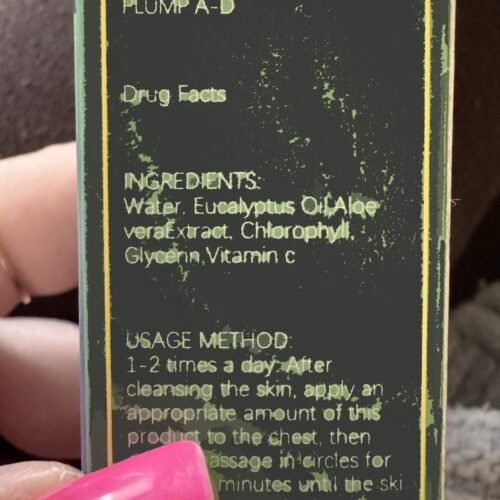 PLUMP A-D
Drug Facts
INGREDIENTS:
Water, Eucalyptus Oil,Aloe
veraExtract, Chlorophyll,
Glycerin,Vitamin c
USAGE METHOD:
1-2 times a day. After
cleansing the skin, apply an
appropriate amount of this
product to the chest, then
assage in circles for
minutes until the ski